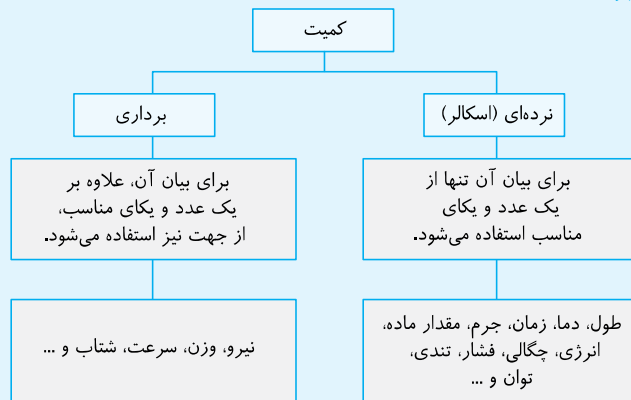 کمیت
نرده‌ای (اسکالر)
برداری
برای بیان آن تنها از
یک عدد و یکای
مناسب استفاده می‌شود.
برای بیان آن، علاوه بر
یک عدد و یکای مناسب،
از جهت نیز استفاده می‌شود.
طول، دما، زمان، جرم، مقدار ماده،
انرژی، چگالی، فشار، تندی،
توان و ...
نیرو، وزن، سرعت، شتاب و ...